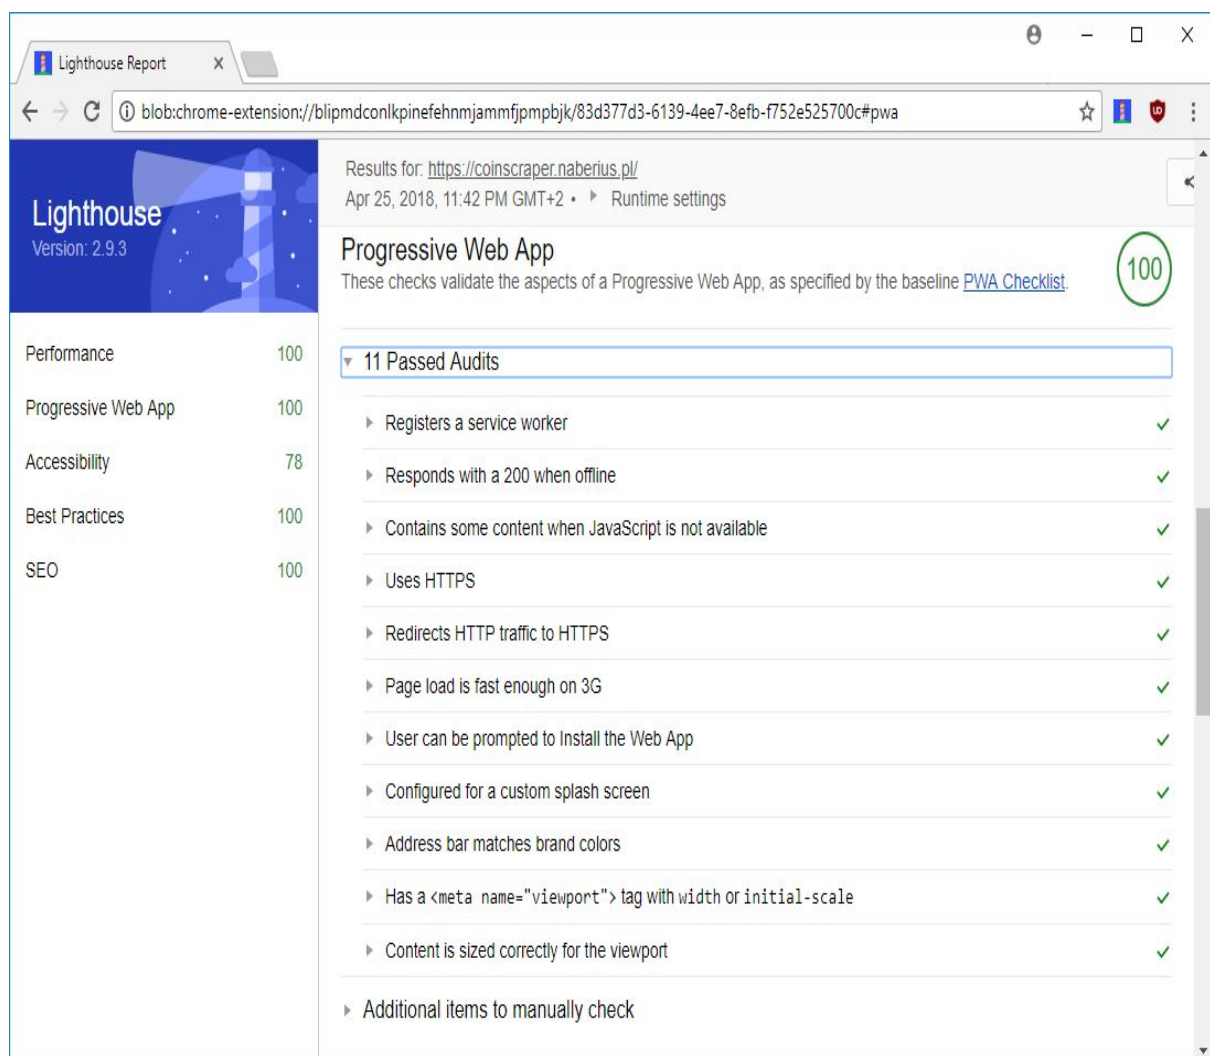 Lighthouse Report
blob:chrome-extension://blipmdconlkpinefehnmjammfjpmpbjk/83d377d3-6139-4ee7-8efb-f752e525700c#pwa
Lighthouse
Version: 2.9.3
Performance 100
Progressive Web App 100
Accessibility 78
Best Practices 100
SEO 100
Results for: https://coinscraper.naberius.pl/
Apr 25, 2018, 11:42 PM GMT+2 • Runtime settings
Progressive Web App
These checks validate the aspects of a Progressive Web App, as specified by the baseline PWA Checklist.
100
11 Passed Audits
Registers a service worker
Responds with a 200 when offline
Contains some content when JavaScript is not available
Uses HTTPS
Redirects HTTP traffic to HTTPS
Page load is fast enough on 3G
User can be prompted to Install the Web App
Configured for a custom splash screen
Address bar matches brand colors
Has a <meta name="viewport"> tag with width or initial-scale
Content is sized correctly for the viewport
Additional items to manually check